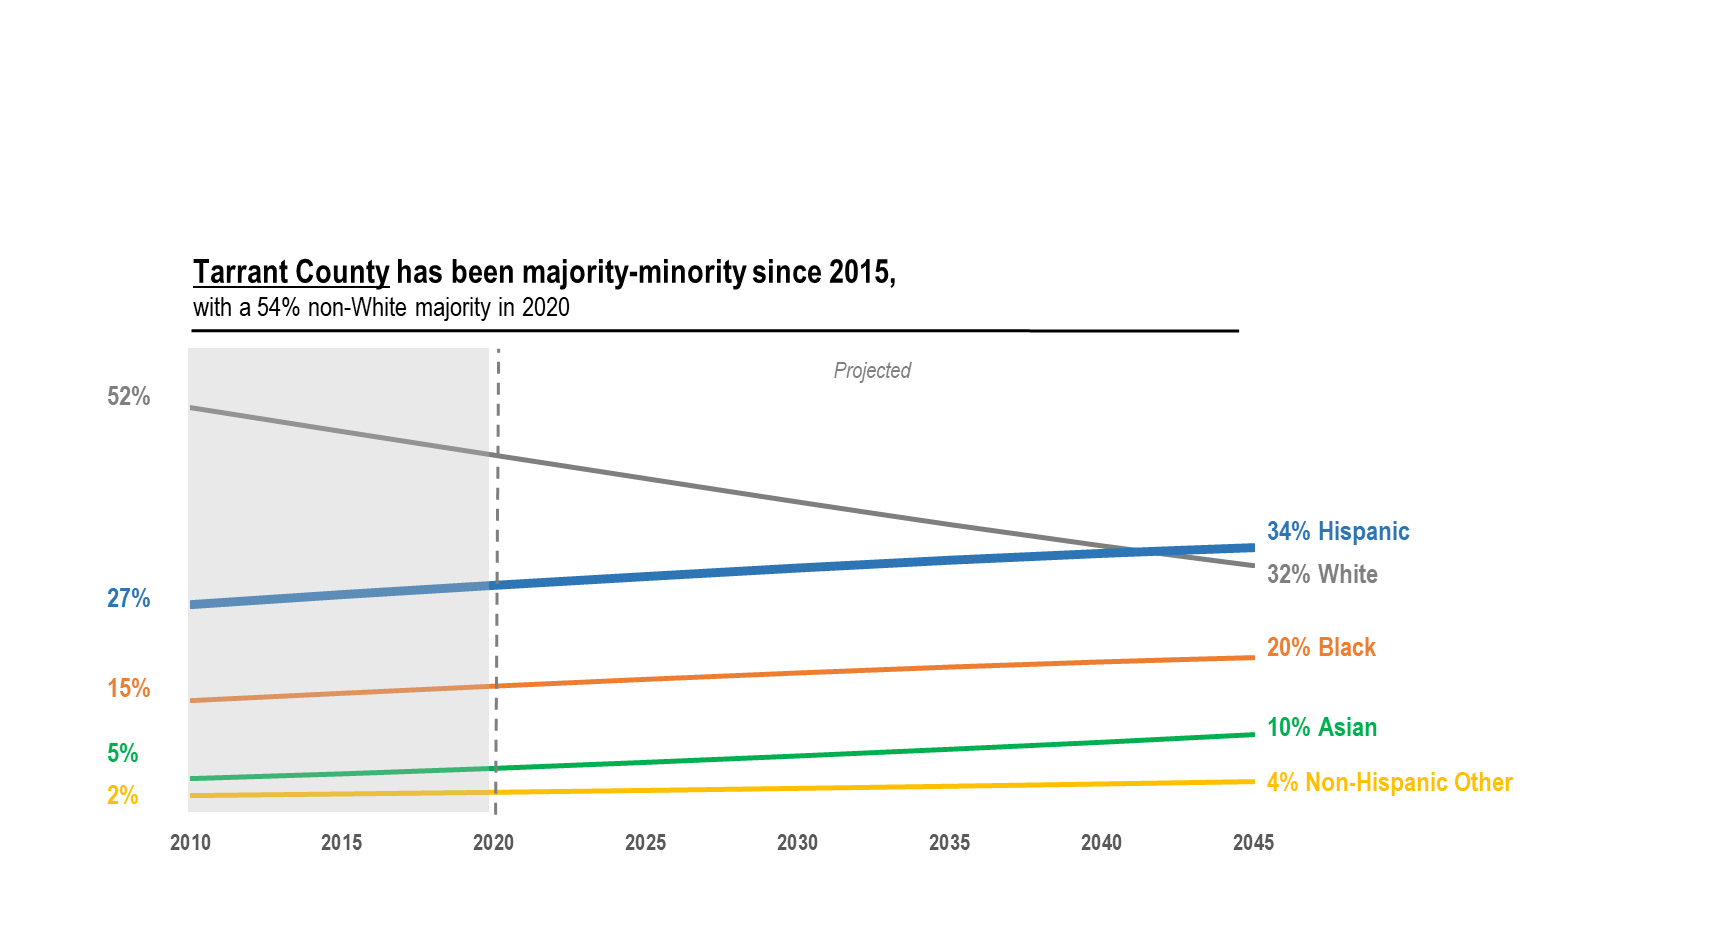 Tarrant County has been majority-minority since 2015,
with a 54% non-White majority in 2020
Projected
52%
34% Hispanic
32% White
27%
20% Black
15%
10% Asian
5%
4% Non-Hispanic Other
2%
2010 2015 2020 2025 2030 2035 2040 2045